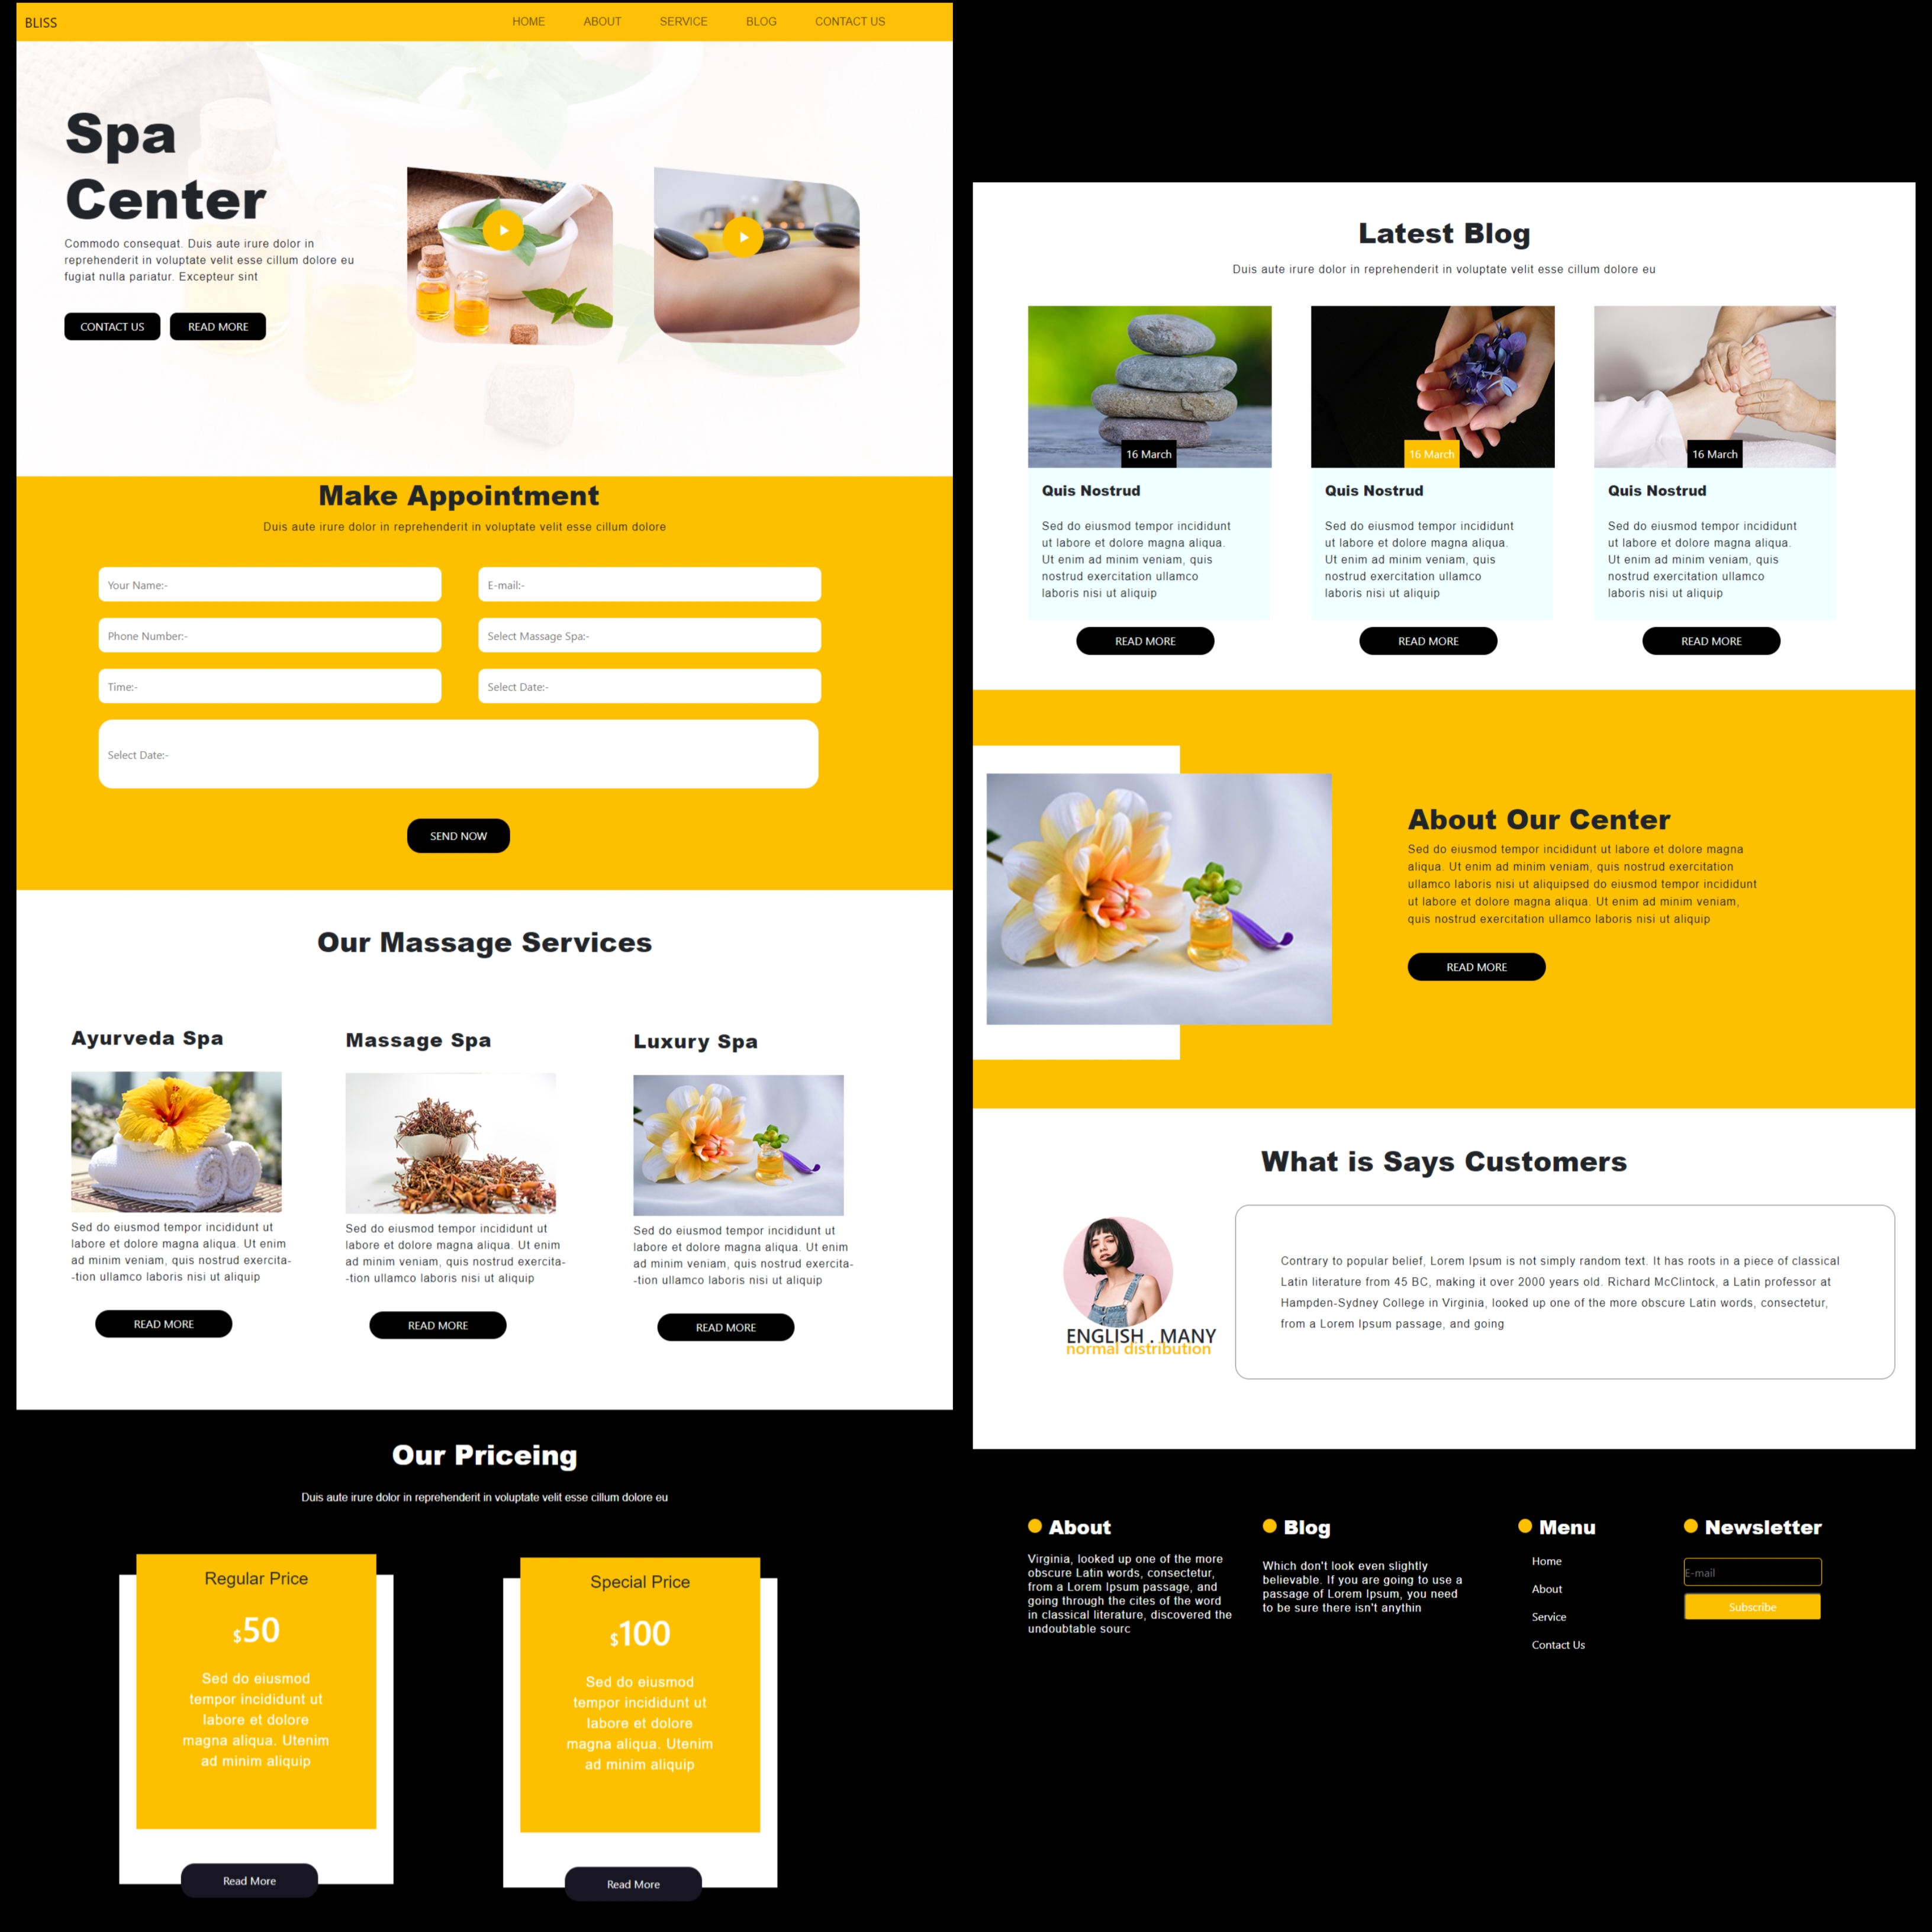 BLISS
HOME
ABOUT
SERVICE
BLOG
CONTACT US
Spa
Center
Commodo consequat. Duis aute irure dolor in
reprehenderit in voluptate velit esse cillum dolore eu
fugiat nulla pariatur. Excepteur sint
CONTACT US
READ MORE
Make Appointment
Duis aute irure dolor in reprehenderit in voluptate velit esse cillum dolore
Your Name:-
E-mail:-
Phone Number:-
Select Massage Spa:-
Time:-
Select Date:-
Select Date:-
SEND NOW
Our Massage Services
Ayurveda Spa
Sed do eiusmod tempor incididunt ut
labore et dolore magna aliqua. Ut enim
ad minim veniam, quis nostrud exercita-
-tion ullamco laboris nisi ut aliquip
READ MORE
Massage Spa
Sed do eiusmod tempor incididunt ut
labore et dolore magna aliqua. Ut enim
ad minim veniam, quis nostrud exercita-
-tion ullamco laboris nisi ut aliquip
READ MORE
Luxury Spa
Sed do eiusmod tempor incididunt ut
labore et dolore magna aliqua. Ut enim
ad minim veniam, quis nostrud exercita-
-tion ullamco laboris nisi ut aliquip
READ MORE
Our Priceing
Duis aute irure dolor in reprehenderit in voluptate velit esse cillum dolore eu
Regular Price
$50
Sed do eiusmod
tempor incididunt ut
labore et dolore
magna aliqua. Utenim
ad minim aliquip
Read More
Special Price
$100
Sed do eiusmod
tempor incididunt ut
labore et dolore
magna aliqua. Utenim
ad minim aliquip
Read More
Latest Blog
Duis aute irure dolor in reprehenderit in voluptate velit esse cillum dolore eu
16 March
Quis Nostrud
Sed do eiusmod tempor incididunt
ut labore et dolore magna aliqua.
Ut enim ad minim veniam, quis
nostrud exercitation ullamco
laboris nisi ut aliquip
READ MORE
16 March
Quis Nostrud
Sed do eiusmod tempor incididunt
ut labore et dolore magna aliqua.
Ut enim ad minim veniam, quis
nostrud exercitation ullamco
laboris nisi ut aliquip
READ MORE
16 March
Quis Nostrud
Sed do eiusmod tempor incididunt
ut labore et dolore magna aliqua.
Ut enim ad minim veniam, quis
nostrud exercitation ullamco
laboris nisi ut aliquip
READ MORE
About Our Center
Sed do eiusmod tempor incididunt ut labore et dolore magna
aliqua. Ut enim ad minim veniam, quis nostrud exercitation
ullamco laboris nisi ut aliquipsed do eiusmod tempor incididunt
ut labore et dolore magna aliqua. Ut enim ad minim veniam,
quis nostrud exercitation ullamco laboris nisi ut aliquip
READ MORE
What is Says Customers
ENGLISH . MANY
normal distribution
Contrary to popular belief, Lorem Ipsum is not simply random text. It has roots in a piece of classical
Latin literature from 45 BC, making it over 2000 years old. Richard McClintock, a Latin professor at
Hampden-Sydney College in Virginia, looked up one of the more obscure Latin words, consectetur,
from a Lorem Ipsum passage, and going
About
Virginia, looked up one of the more
obscure Latin words, consectetur,
from a Lorem Ipsum passage, and
going through the cites of the word
in classical literature, discovered the
undoubtable sourc
Blog
Which don't look even slightly
believable. If you are going to use a
passage of Lorem Ipsum, you need
to be sure there isn't anythin
Menu
Home
About
Service
Contact Us
Newsletter
E-mail
Subscribe